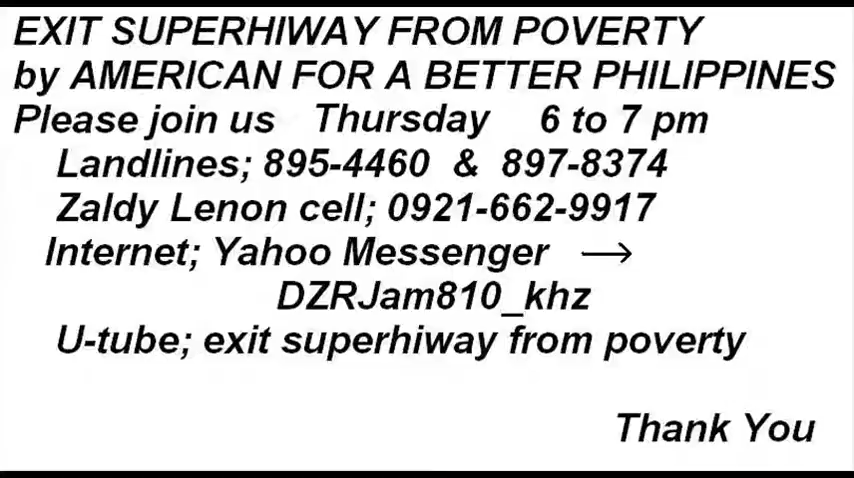 EXIT SUPERHIWAY FROM POVERTY
by AMERICAN FOR A BETTER PHILIPPINES
Please join us Thursday 6 to 7 pm
Landlines; 895-4460 & 897-8374
Zaldy Lenon cell; 0921-662-9917
Internet; Yahoo Messenger →
DZRJam810_khz
U-tube; exit superhiway from poverty
Thank You